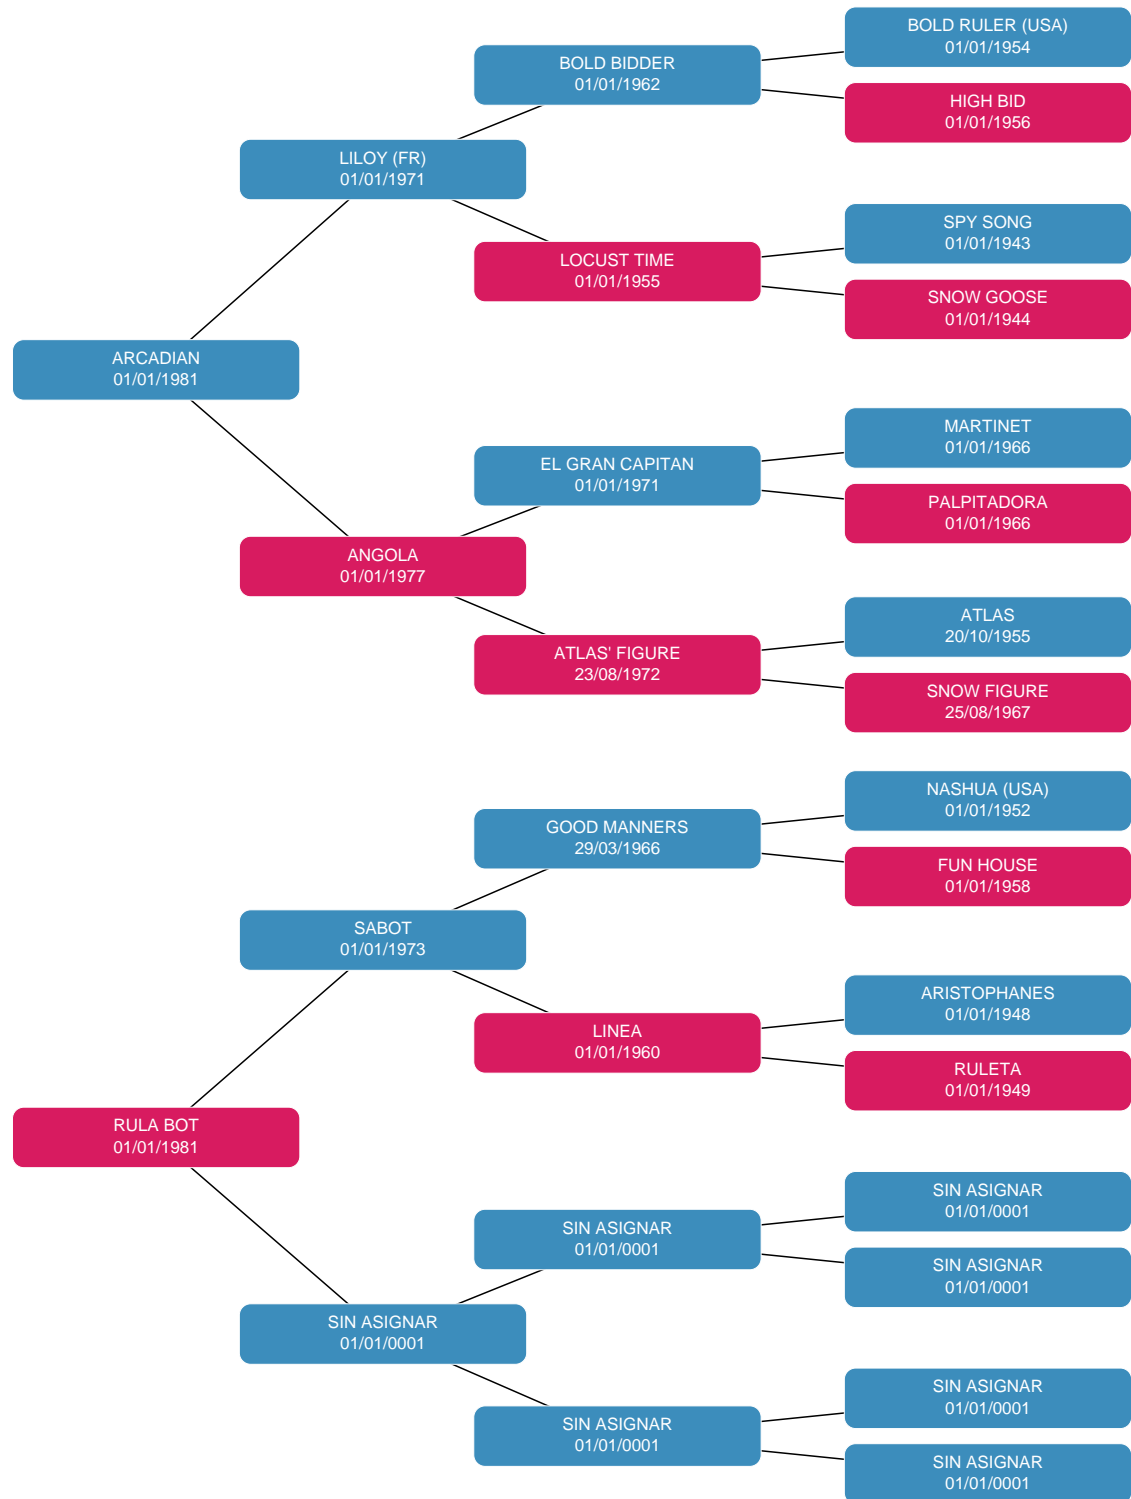 BOLD RULER (USA)
01/01/1954
BOLD BIDDER
01/01/1962
HIGH BID
01/01/1956
LILOY (FR)
01/01/1971
SPY SONG
01/01/1943
LOCUST TIME
01/01/1955
SNOW GOOSE
01/01/1944
ARCADIAN
01/01/1981
MARTINET
01/01/1966
EL GRAN CAPITAN
01/01/1971
PALPITADORA
01/01/1966
ANGOLA
01/01/1977
ATLAS
20/10/1955
ATLAS' FIGURE
23/08/1972
SNOW FIGURE
25/08/1967
NASHUA (USA)
01/01/1952
GOOD MANNERS
29/03/1966
FUN HOUSE
01/01/1958
SABOT
01/01/1973
ARISTOPHANES
01/01/1948
LINEA
01/01/1960
RULETA
01/01/1949
RULA BOT
01/01/1981
SIN ASIGNAR
01/01/0001
SIN ASIGNAR
01/01/0001
SIN ASIGNAR
01/01/0001
SIN ASIGNAR
01/01/0001
SIN ASIGNAR
01/01/0001
SIN ASIGNAR
01/01/0001
SIN ASIGNAR
01/01/0001